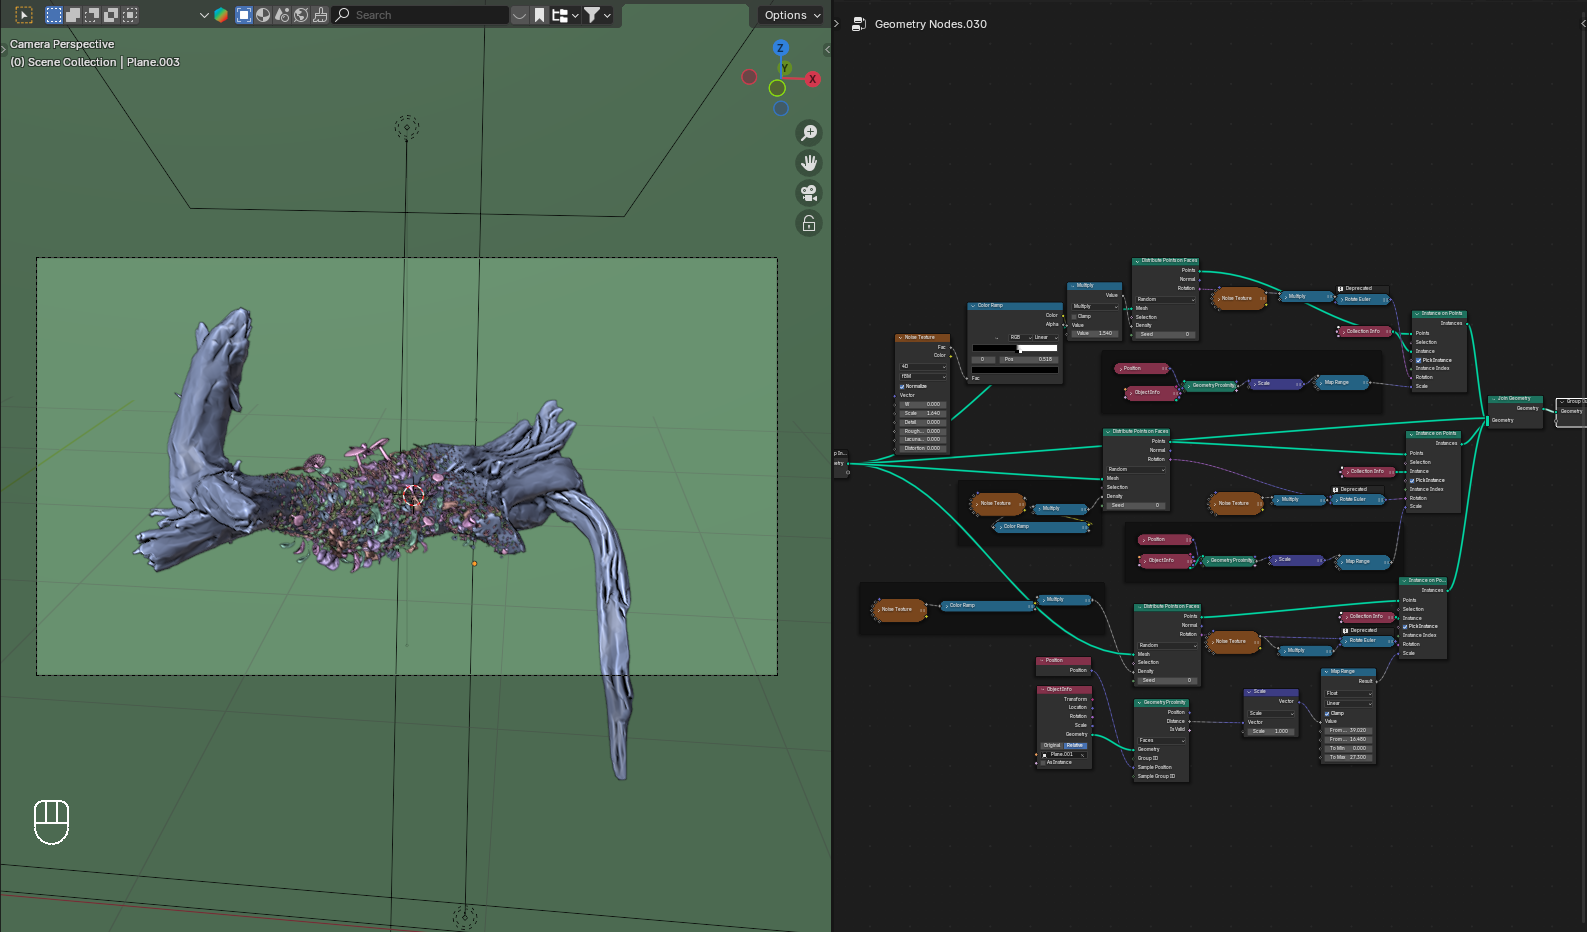 Search
Options
Camera Perspective
(0) Scene Collection | Plane.003
Z
Y
X
Geometry Nodes.030
Distribute Points on Faces
Points
Normal
Rotation
Random
Mesh
Selection
Density
Seed 0
Multiply
Value
Multiply
Clamp
Value
Value 1.540
Color Ramp
Color
Alpha
RGB
Linear
0
Pos 0.518
Fac
Noise Texture
Fac
Color
4D
fBM
Normalize
Vector
W 0.000
Scale 1.640
Detail 0.000
Rough... 0.000
Lacuna... 0.000
Distortion 0.000
Noise Texture
Multiply
Deprecated
Rotate Euler
Collection Info
Instance on Points
Instances
Points
Selection
Instance
Pick Instance
Instance Index
Rotation
Scale
Position
Object Info
Geometry Proximity
Scale
Map Range
Join Geometry
Geometry
Geometry
Geometry
Distribute Points on Faces
Points
Normal
Rotation
Random
Mesh
Selection
Density
Seed 0
Noise Texture
Multiply
Color Ramp
Instance on Points
Instances
Points
Selection
Instance
Pick Instance
Instance Index
Rotation
Scale
Collection Info
Deprecated
Noise Texture
Multiply
Rotate Euler
Position
Object Info
Geometry Proximity
Scale
Map Range
Noise Texture
Color Ramp
Multiply
Distribute Points on Faces
Points
Normal
Rotation
Random
Mesh
Selection
Density
Seed 0
Instance on Po...
Instances
Points
Selection
Instance
Pick Instance
Instance Index
Rotation
Scale
Collection Info
Deprecated
Noise Texture
Multiply
Rotate Euler
Position
Position
Object Info
Transform
Location
Rotation
Scale
Geometry
Original Relative
Plane.001
As Instance
Geometry Proximity
Position
Distance
Is Valid
Faces
Geometry
Group ID
Sample Position
Sample Group ID
Scale
Vector
Scale
Vector
Scale 1.000
Map Range
Result
Float
Linear
Clamp
Value
From ... 39.020
From ... 16.480
To Min 0.000
To Max 27.300